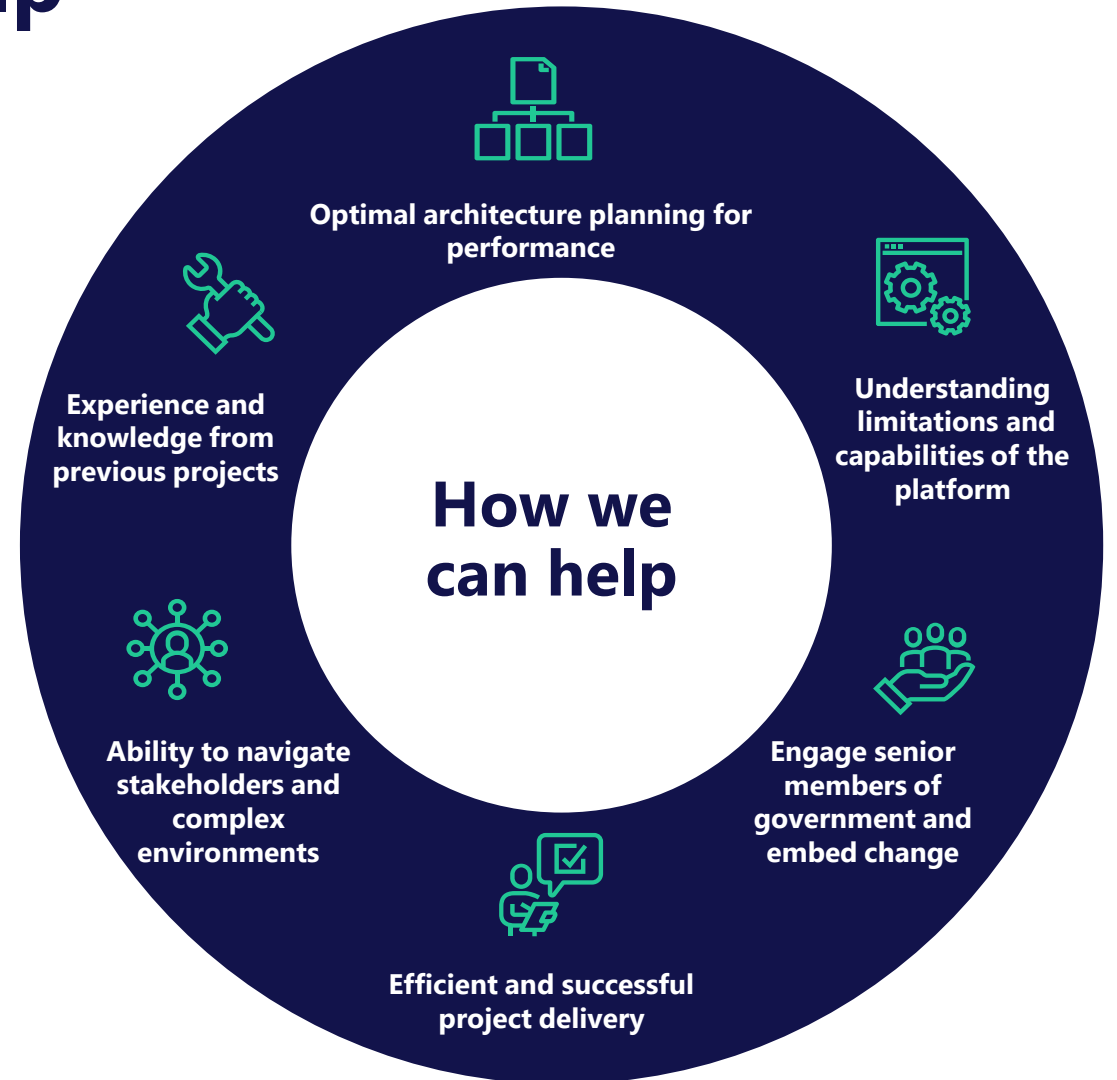 Optimal architecture planning for
performance
Understanding
limitations and
capabilities of the
platform
Engage senior
members of
government and
embed change
Efficient and successful
project delivery
Ability to navigate
stakeholders and
complex
environments
Experience and
knowledge from
previous projects
How we
can help